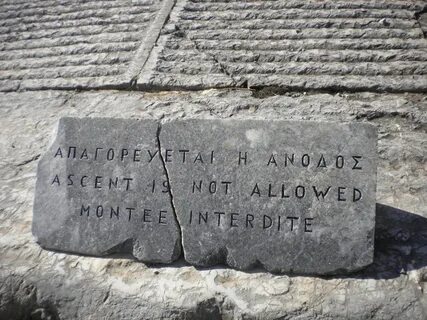 ΑΠΑΓΟΡΕΥΕΤΑΙ Η ΑΝΟΔΟΣ
ASCENT IS NOT ALLOWED
MONTEE INTERDITE